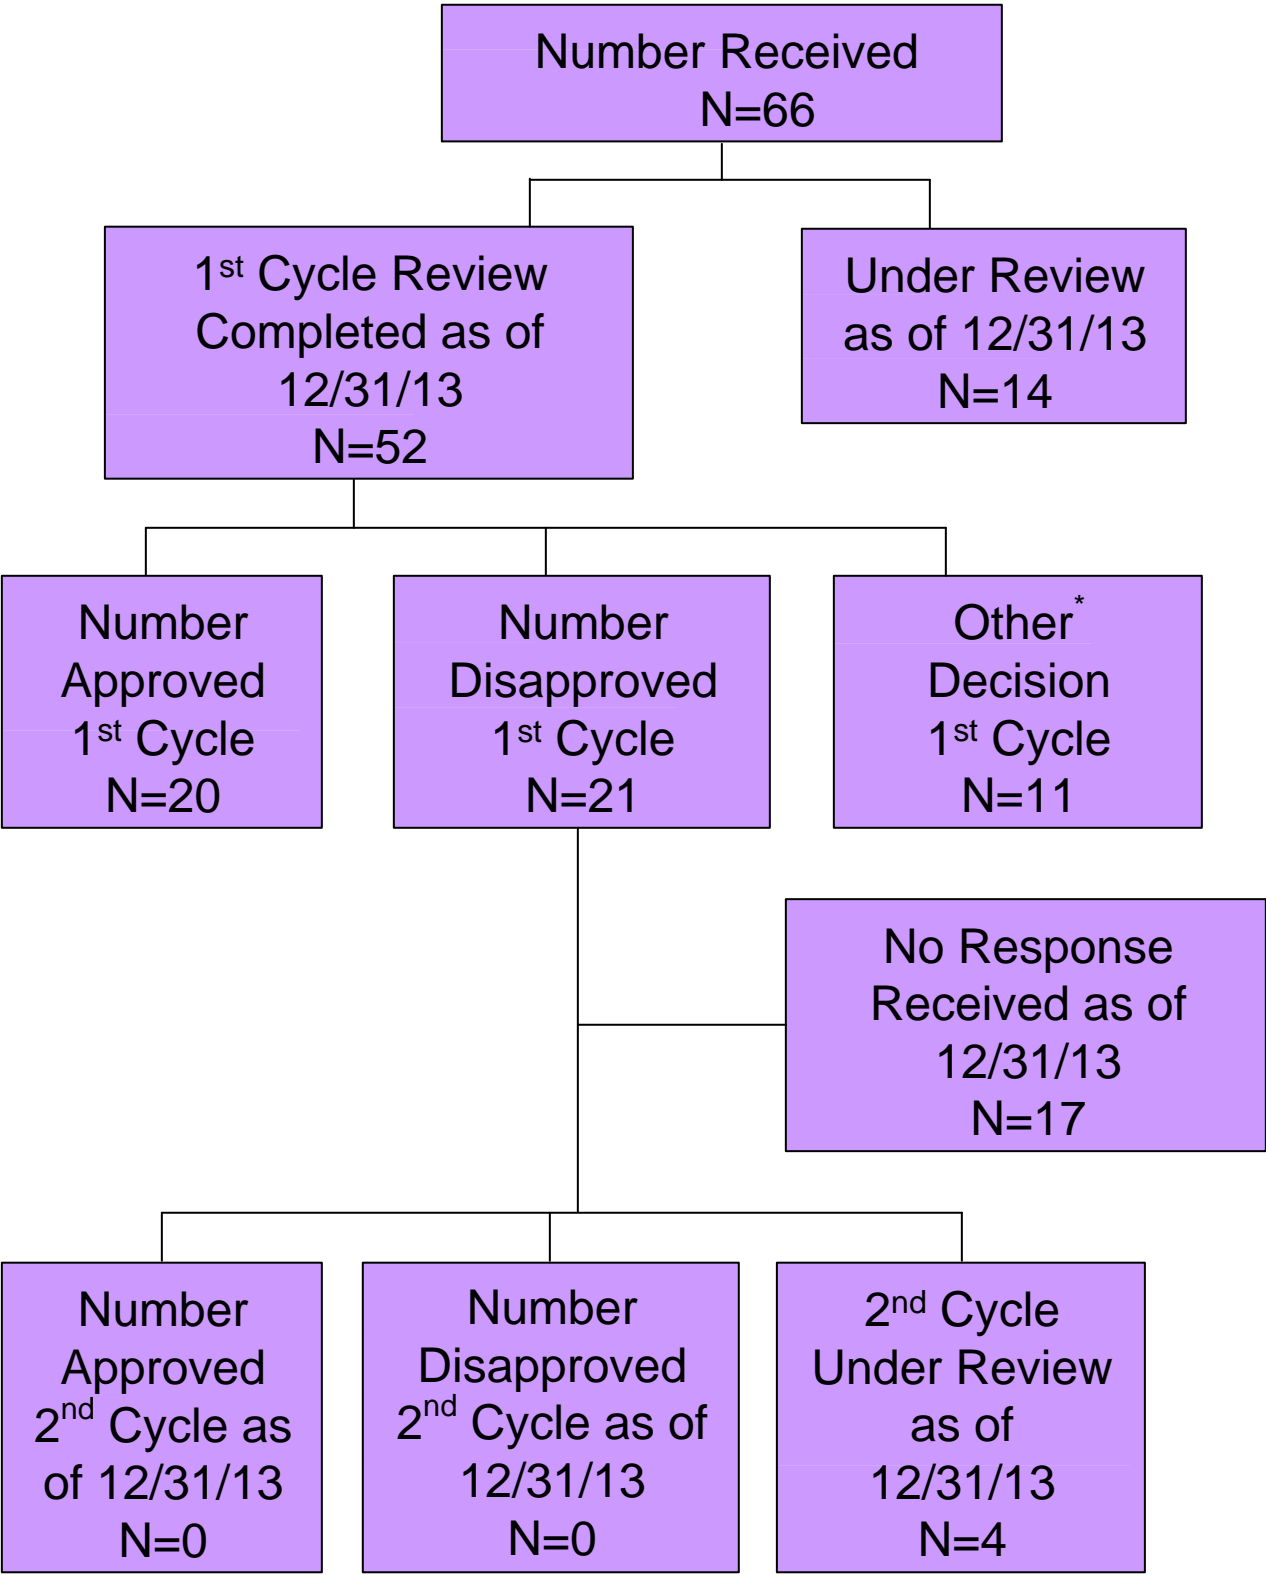 Number Received
N=66
1st Cycle Review
Completed as of
12/31/13
N=52
Under Review
as of 12/31/13
N=14
Number
Approved
1st Cycle
N=20
Number
Disapproved
1st Cycle
N=21
Other*
Decision
1st Cycle
N=11
No Response
Received as of
12/31/13
N=17
Number
Approved
2nd Cycle as
of 12/31/13
N=0
Number
Disapproved
2nd Cycle as of
12/31/13
N=0
2nd Cycle
Under Review
as of
12/31/13
N=4